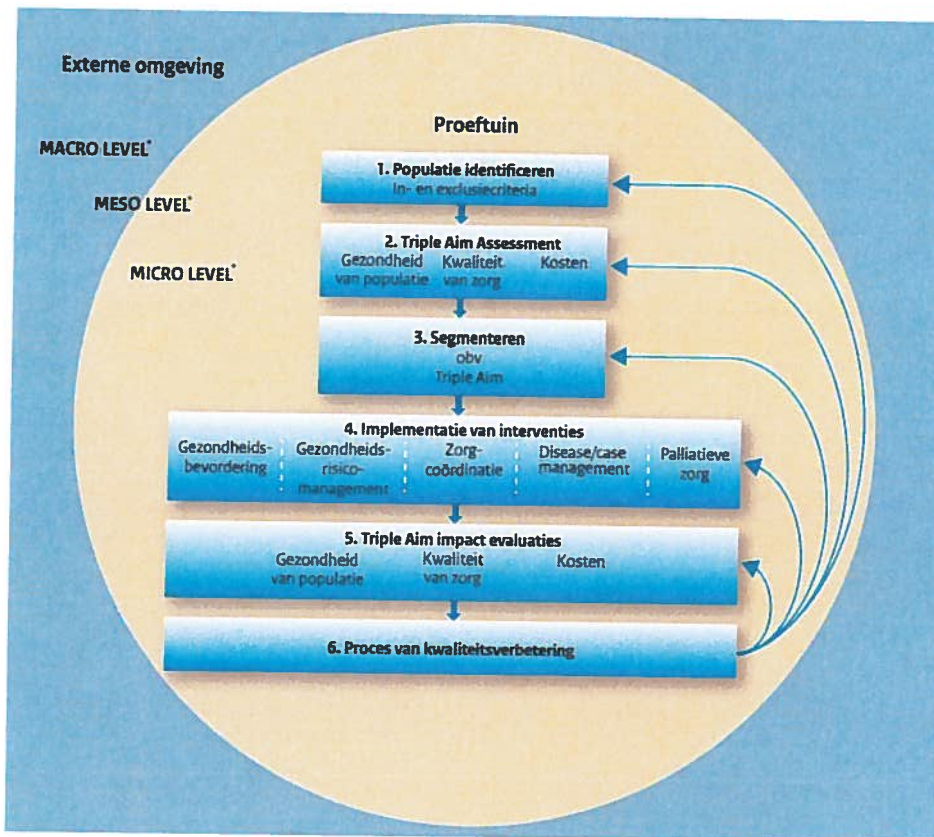 Externe omgeving
MACRO LEVEL*
MESO LEVEL*
MICRO LEVEL*
Proeftuin
1. Populatie identificeren
In- en exclusiecriteria
2. Triple Aim Assessment
Gezondheid van populatie
Kwaliteit van zorg
Kosten
3. Segmenteren
obv
Triple Aim
4. Implementatie van interventies
Gezondheids-
bevordering
Gezondheids-
risico-
management
Zorg-
coördinatie
Disease/case
management
Palliatieve
zorg
5. Triple Aim impact evaluaties
Gezondheid
van populatie
Kwaliteit
van zorg
Kosten
6. Proces van kwaliteitsverbetering